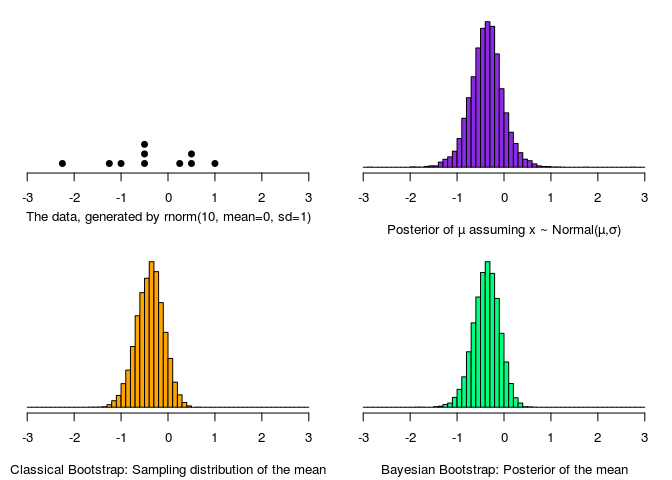 -3 -2 -1 0 1 2 3
The data, generated by rnorm(10, mean=0, sd=1)
-3 -2 -1 0 1 2 3
Posterior of μ assuming x ~ Normal(μ,σ)
-3 -2 -1 0 1 2 3
Classical Bootstrap: Sampling distribution of the mean
-3 -2 -1 0 1 2 3
Bayesian Bootstrap: Posterior of the mean